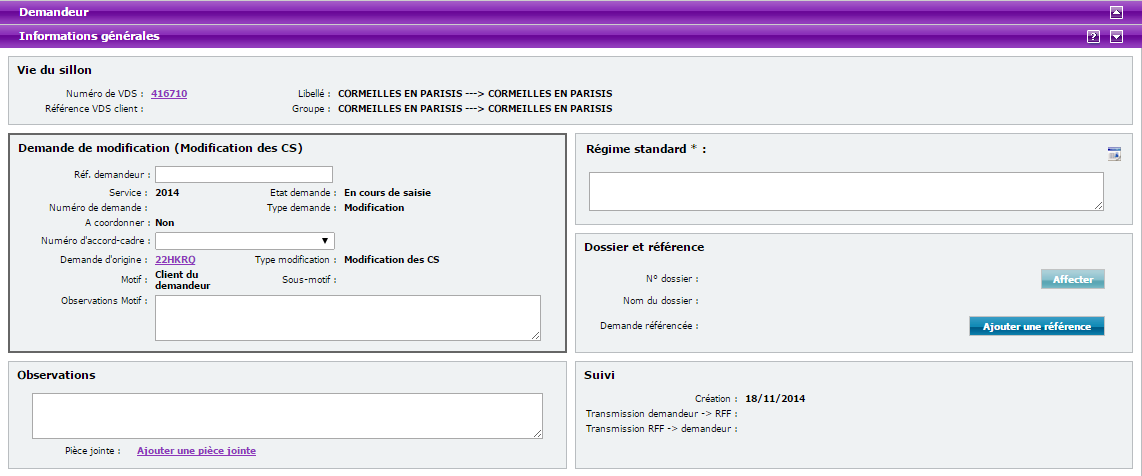 Demandeur
Informations générales ?
Vie du sillon
Numéro de VDS : 416710 Libellé : CORMEILLES EN PARISIS ---> CORMEILLES EN PARISIS
Référence VDS client : Groupe : CORMEILLES EN PARISIS ---> CORMEILLES EN PARISIS
Demande de modification (Modification des CS)
Réf. demandeur :
Service : 2014 Etat demande : En cours de saisie
Numéro de demande : Type demande : Modification
A coordonner : Non
Numéro d'accord-cadre :
Demande d'origine : 22HKRQ Type modification : Modification des CS
Motif : Client du demandeur Sous-motif :
Observations Motif :
Régime standard * :
Dossier et référence
N° dossier : Affecter
Nom du dossier :
Demande référencée : Ajouter une référence
Observations
Pièce jointe : Ajouter une pièce jointe
Suivi
Création : 18/11/2014
Transmission demandeur -> RFF :
Transmission RFF -> demandeur :